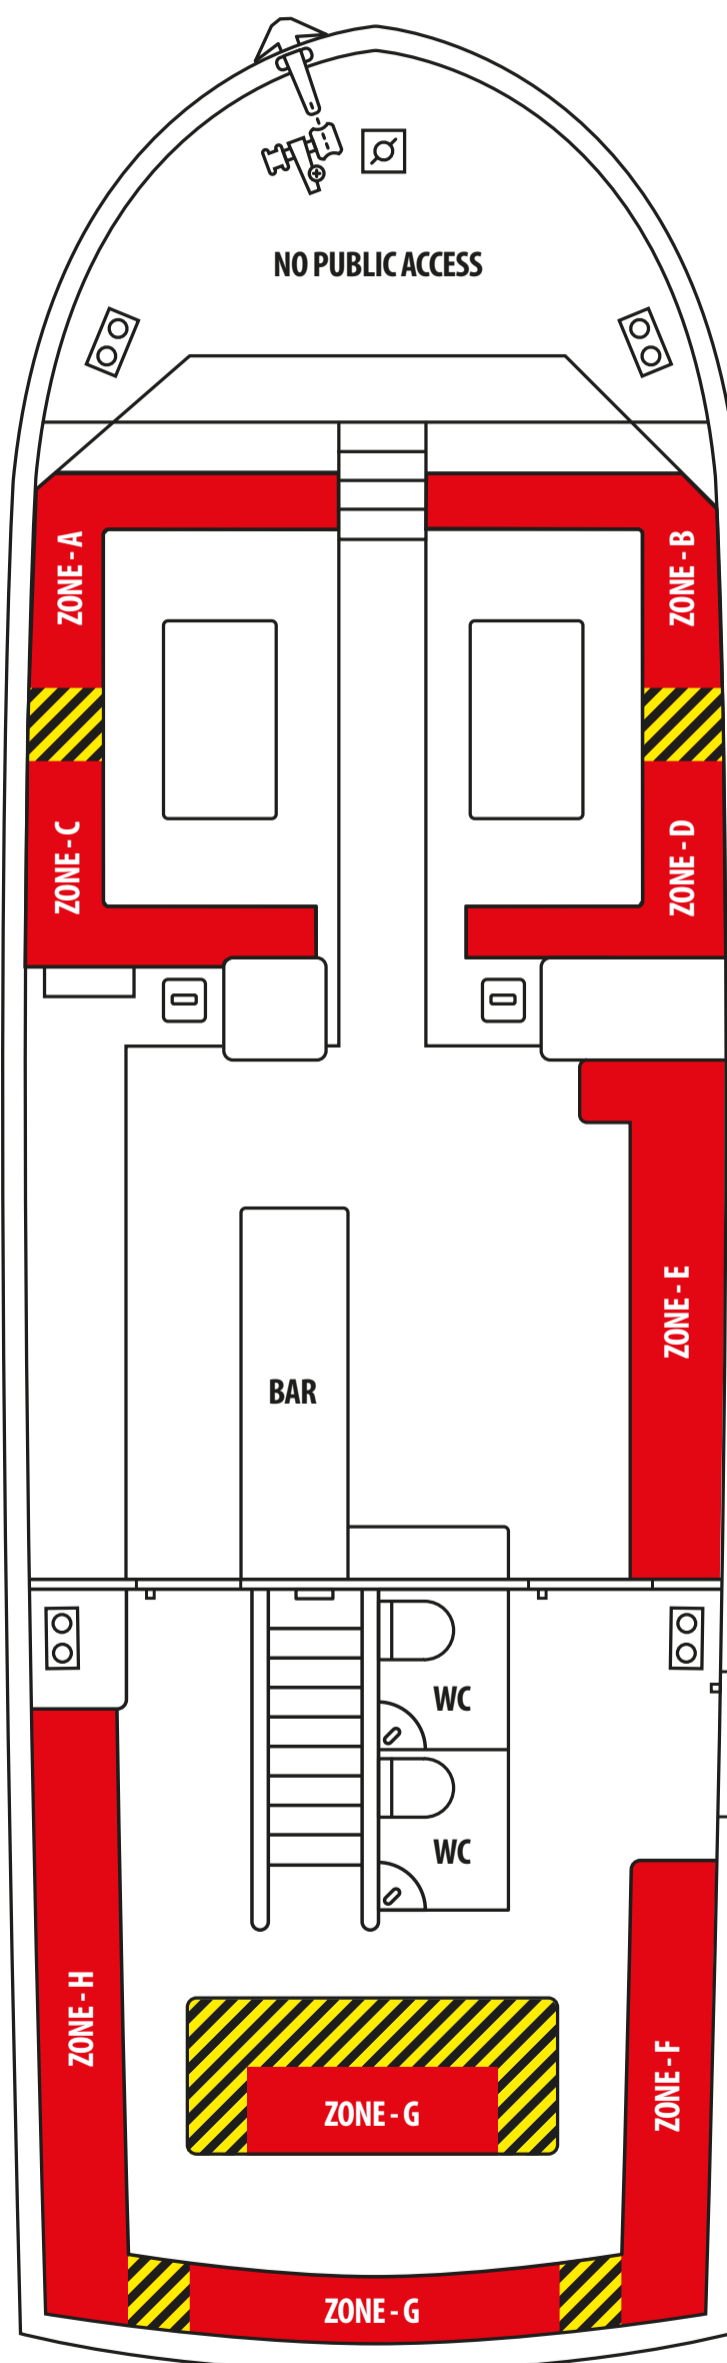 NO PUBLIC ACCESS
ZONE - A
ZONE - B
ZONE - C
ZONE - D
ZONE - E
BAR
WC
WC
ZONE - H
ZONE - F
ZONE - G
ZONE - G